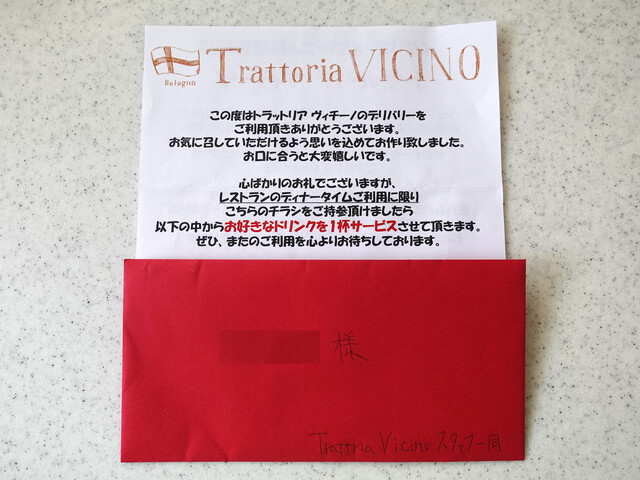 Trattoria VICINO
Bologna
この度はトラットリア ヴィチーノのデリバリーを
ご利用頂きありがとうございます。
お気に召していただけるよう思いを込めてお作り致しました。
お口に合うと大変嬉しいです。
心ばかりのお礼でございますが、
レストランのディナータイムご利用に限り
こちらのチラシをご持参頂けましたら
以下の中からお好きなドリンクを1杯サービスさせて頂きます。
ぜひ、またのご利用を心よりお待ちしております。
様
Trattria Vicino スタッフ一同